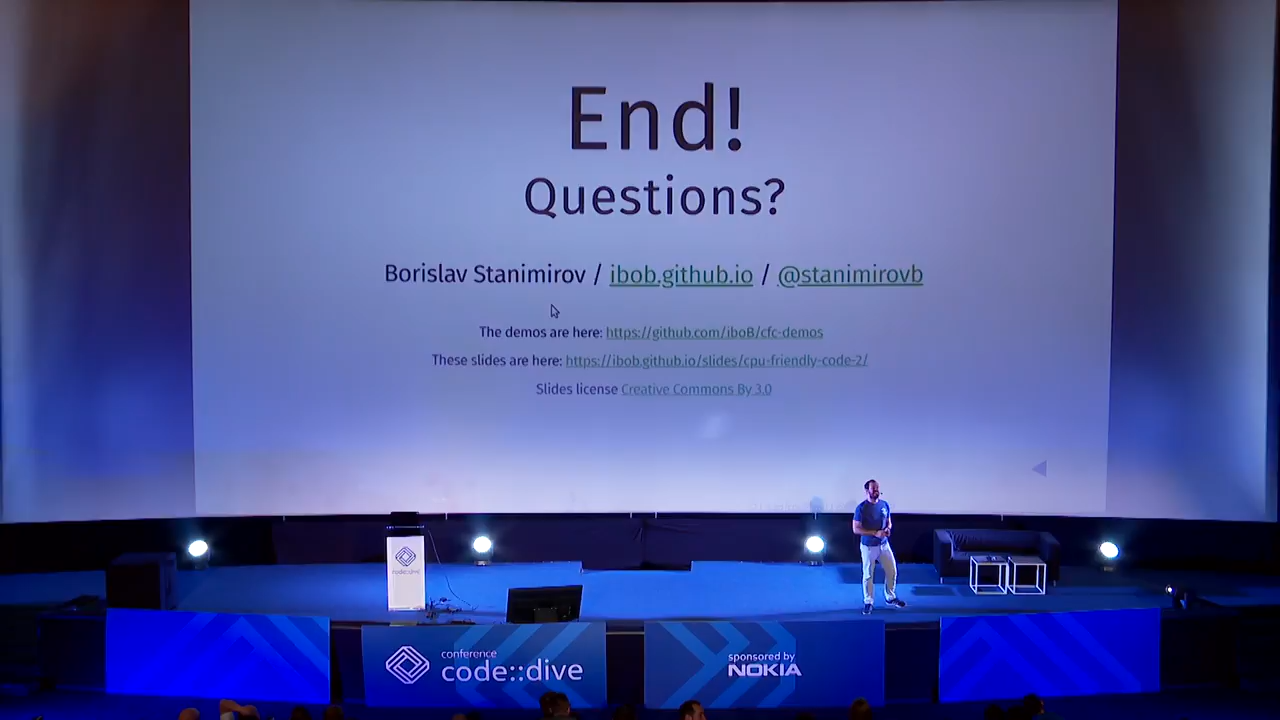 End!
Questions?
Borislav Stanimirov / ibob.github.io / @stanimirovb
The demos are here: https://github.com/iboB/cfc-demos
These slides are here: https://ibob.github.io/slides/cpu-friendly-code-2/
Slides license Creative Commons By 3.0
code::dive
conference
code::dive
sponsored by
NOKIA